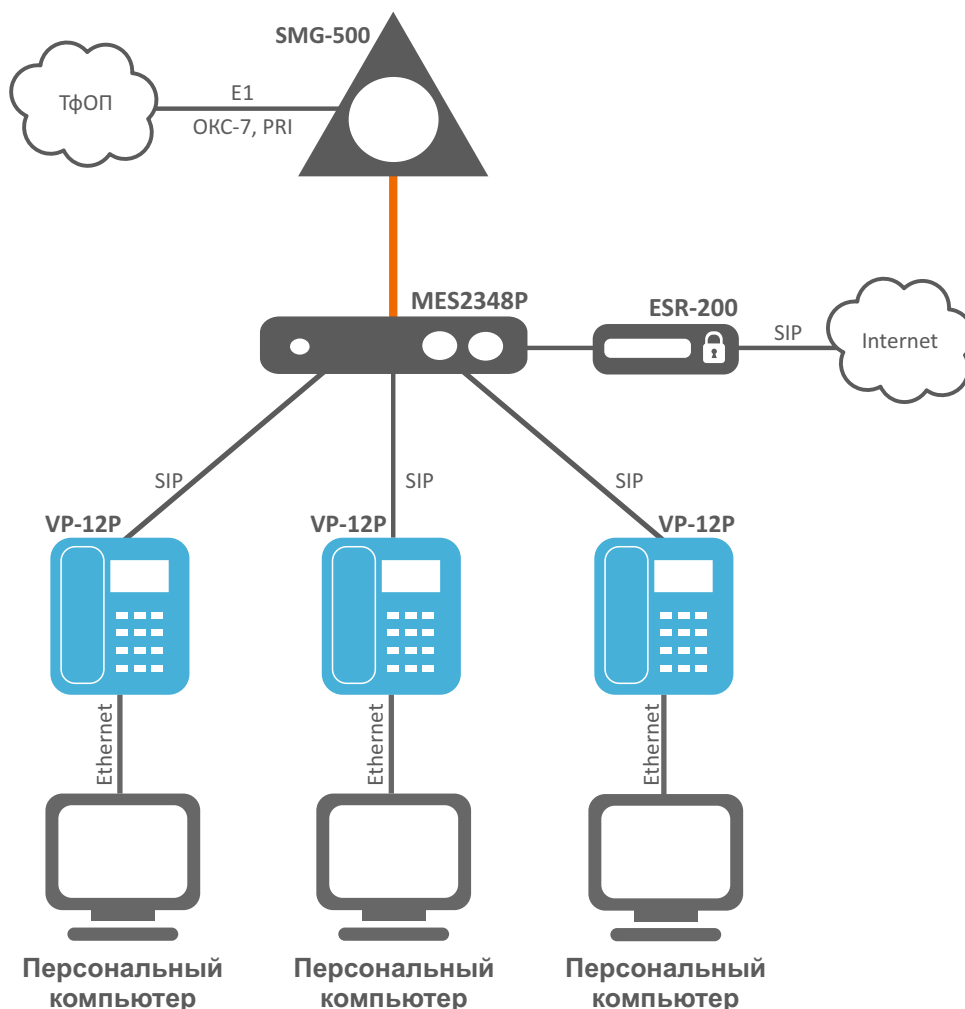 SMG-500
ТфОП
E1
ОКС-7, PRI
MES2348P
ESR-200
SIP
Internet
SIP
SIP
SIP
VP-12P
VP-12P
VP-12P
Ethernet
Ethernet
Ethernet
Персональный
компьютер
Персональный
компьютер
Персональный
компьютер